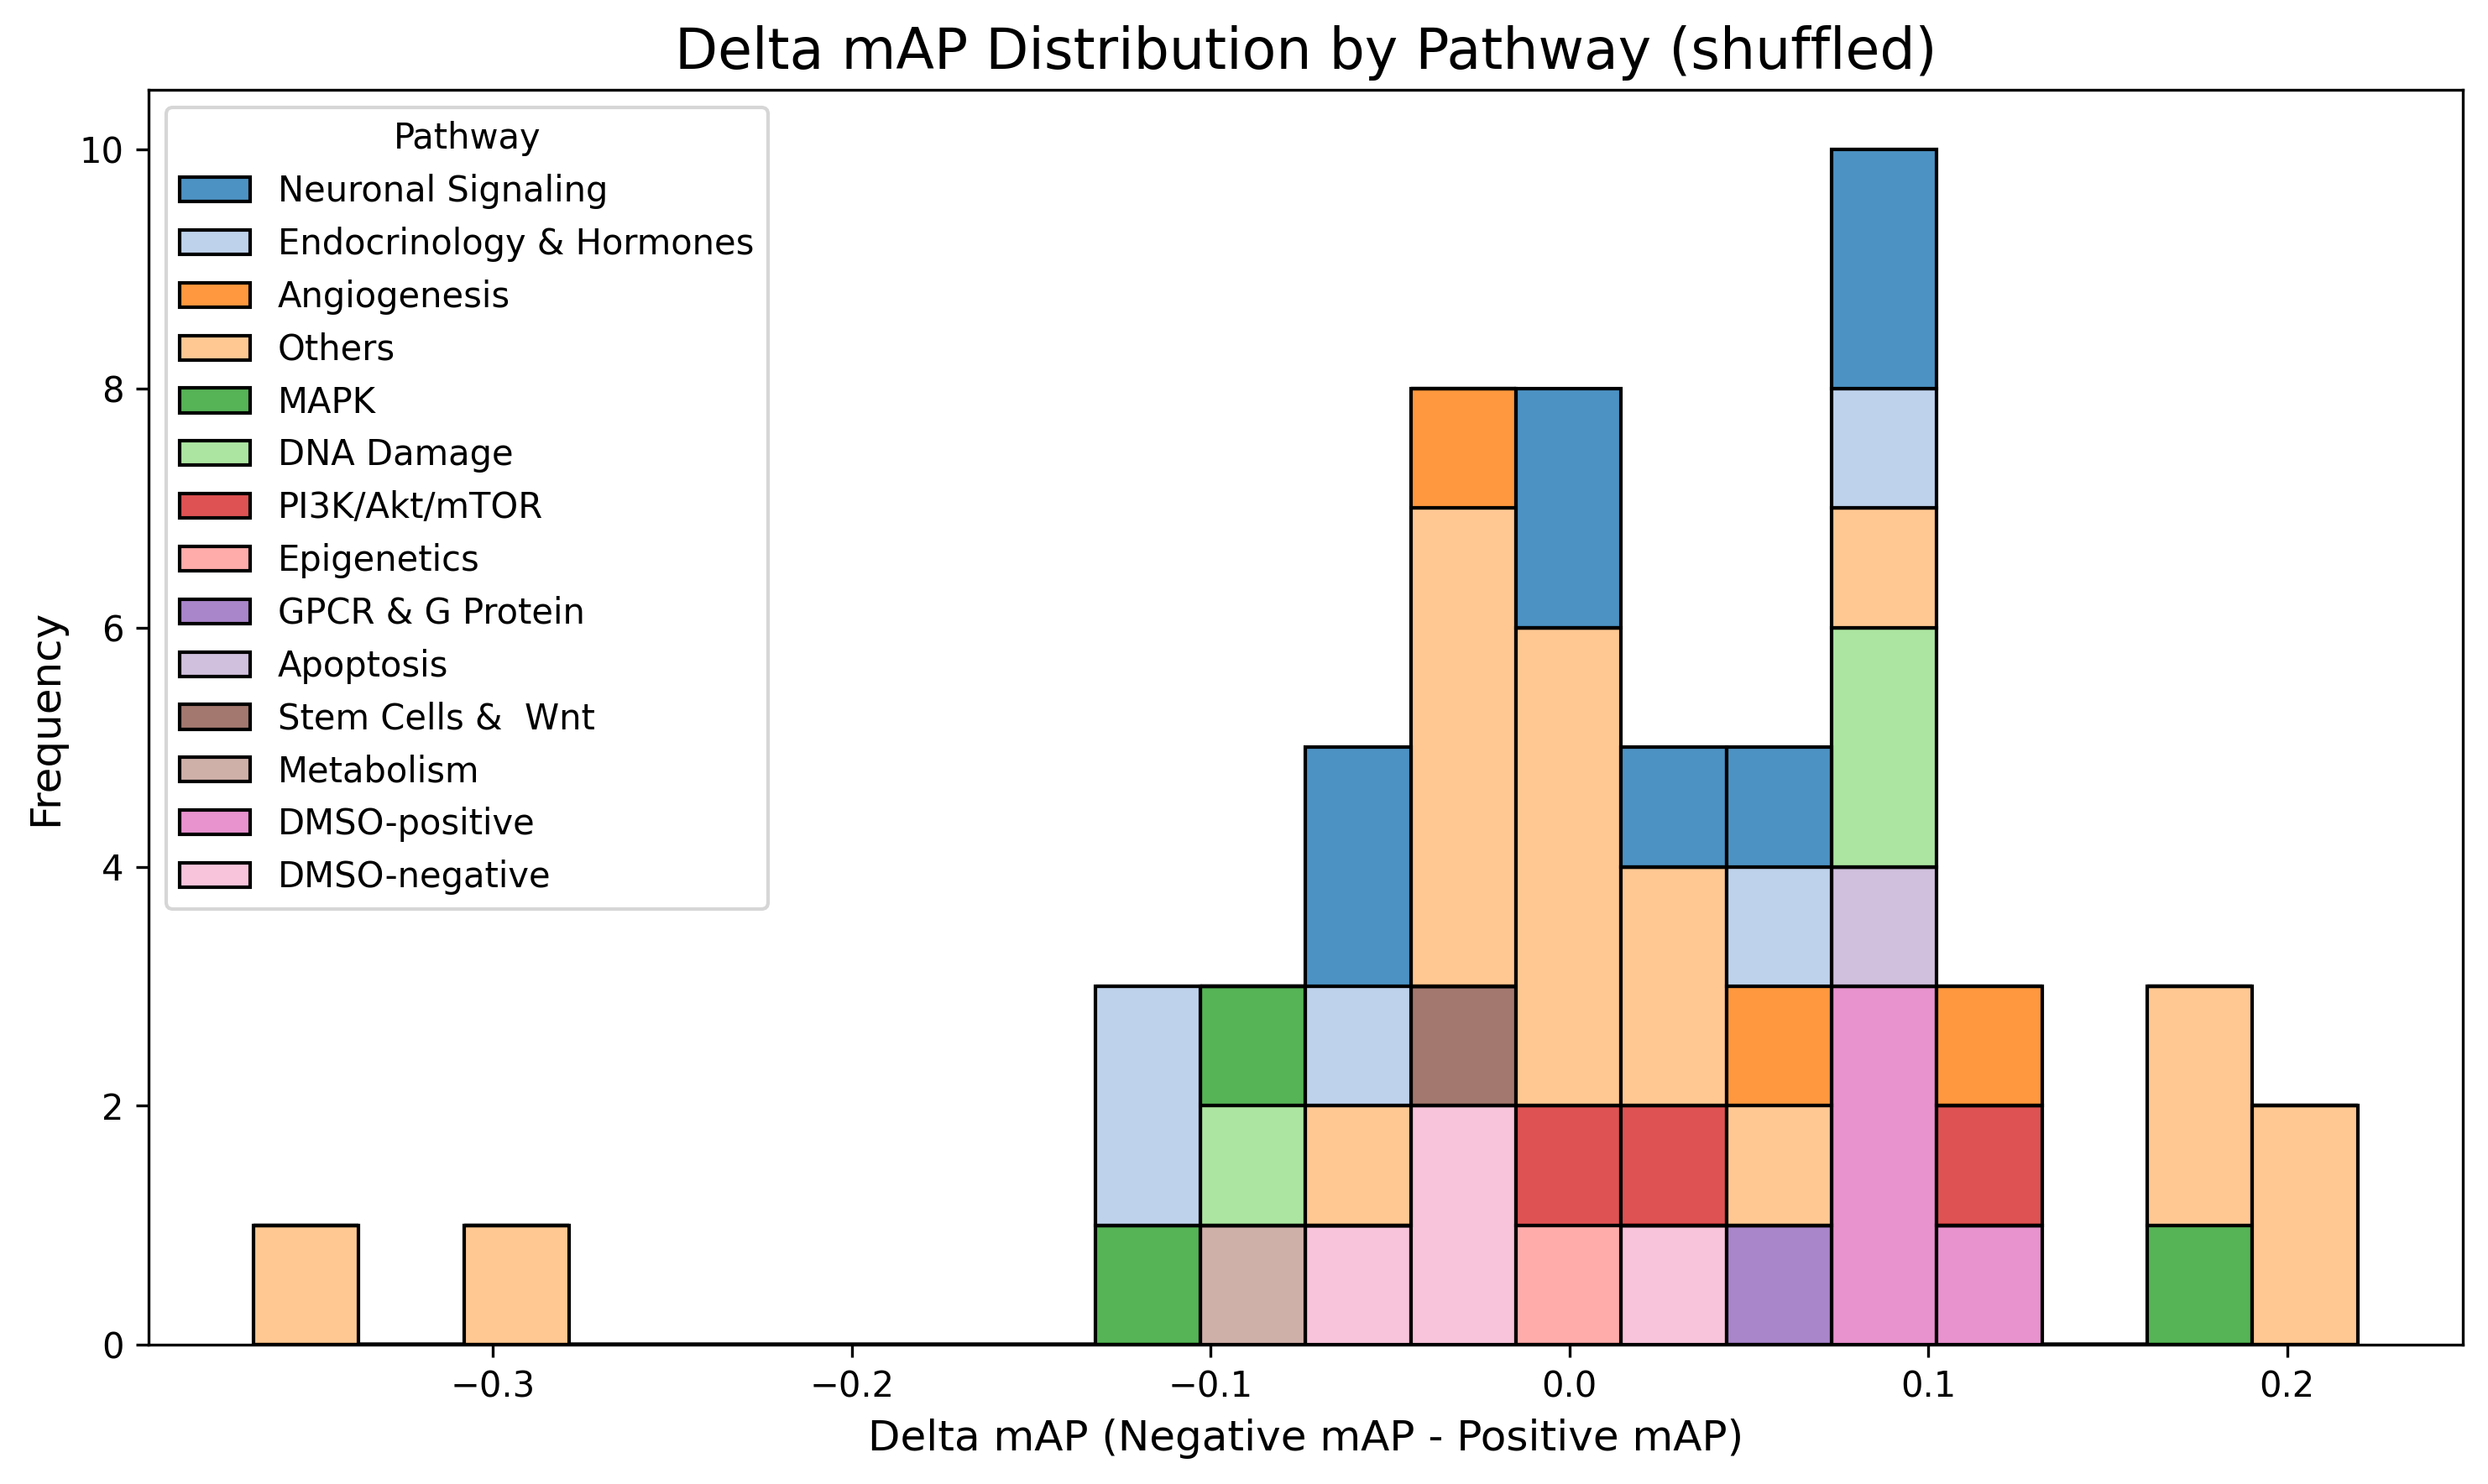 Delta mAP Distribution by Pathway (shuffled)
Pathway
Neuronal Signaling
Endocrinology & Hormones
Angiogenesis
Others
MAPK
DNA Damage
PI3K/Akt/mTOR
Epigenetics
GPCR & G Protein
Apoptosis
Stem Cells &  Wnt
Metabolism
DMSO-positive
DMSO-negative
Frequency
10
8
6
4
2
0
−0.3
−0.2
−0.1
0.0
0.1
0.2
Delta mAP (Negative mAP - Positive mAP)